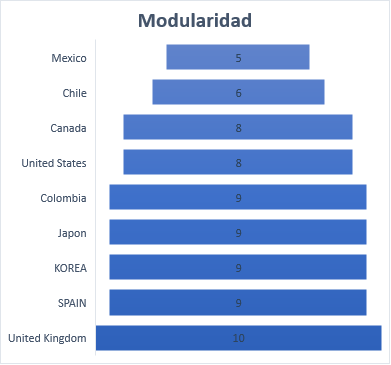 Modularidad
Mexico 5
Chile 6
Canada 8
United States 8
Colombia 9
Japon 9
KOREA 9
SPAIN 9
United Kingdom 10